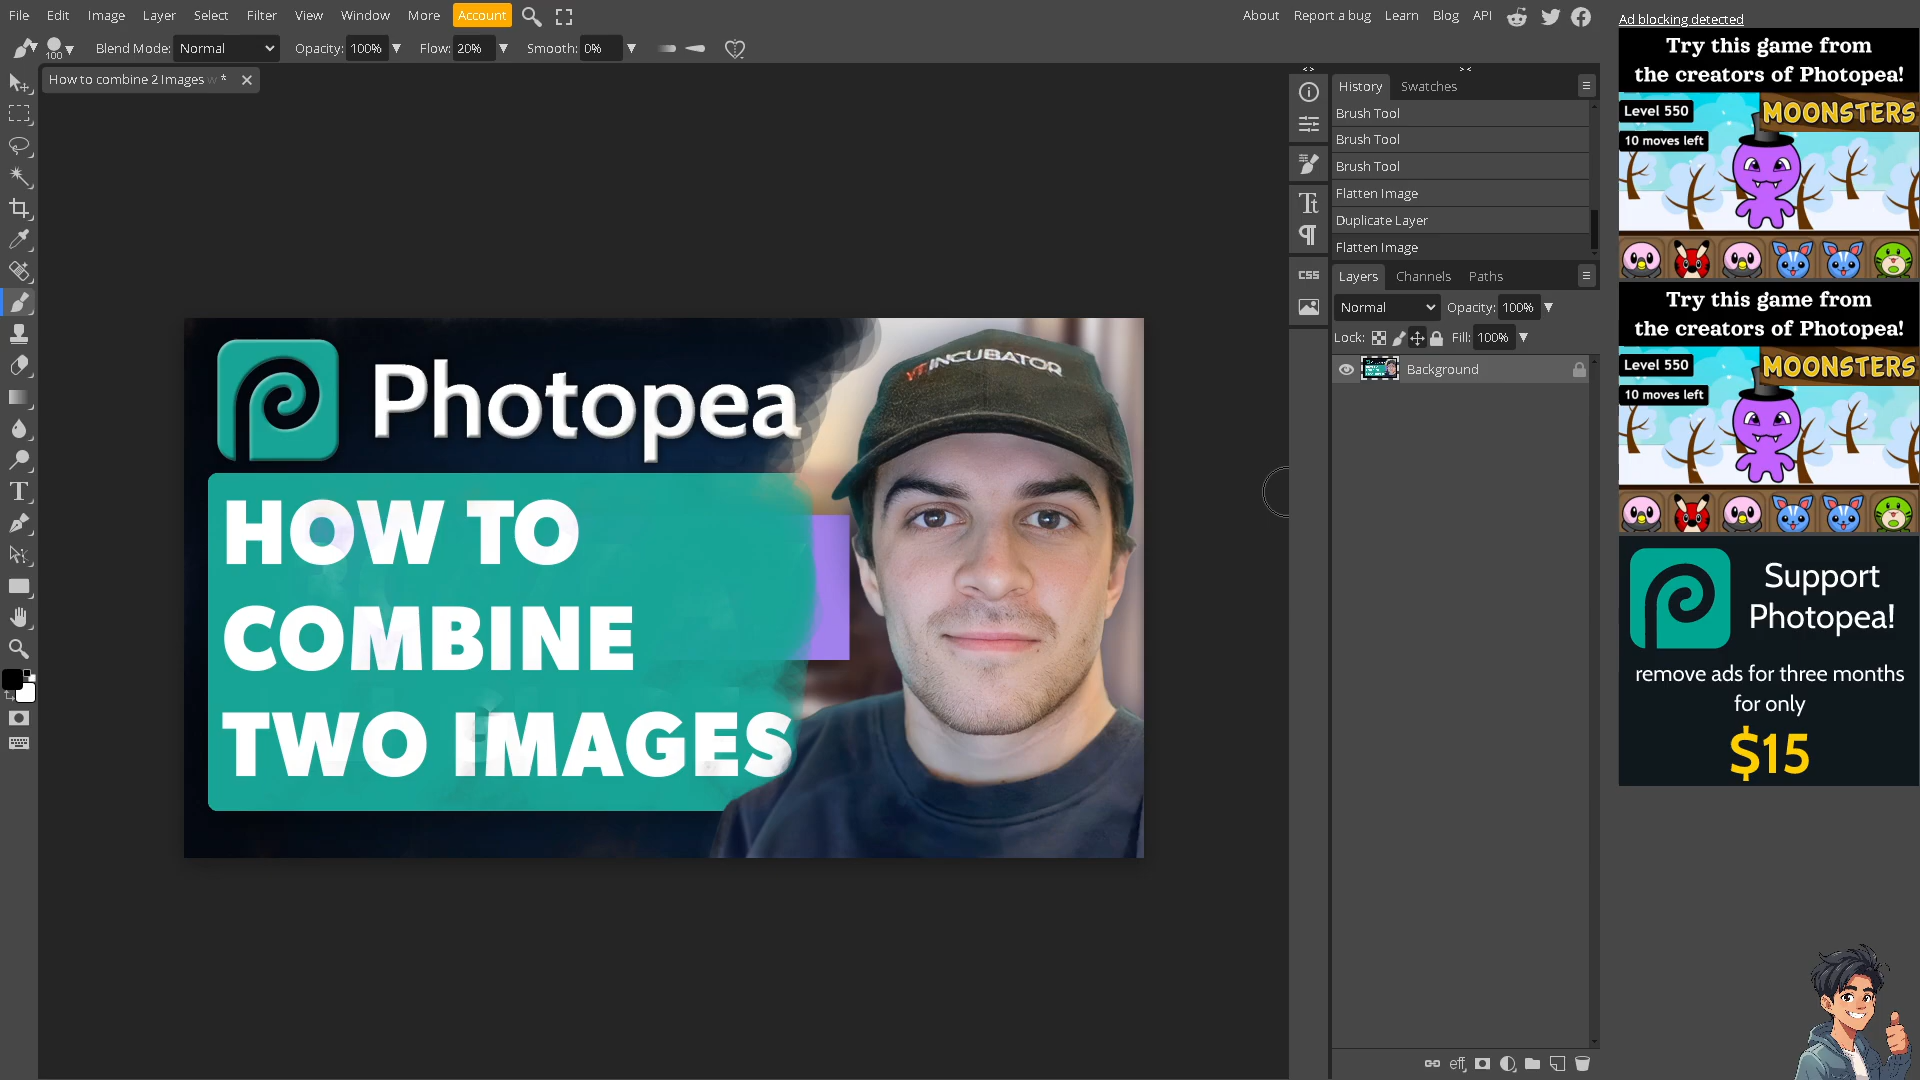 File Edit Image Layer Select Filter View Window More Account
About Report a bug Learn Blog API
Ad blocking detected
100 Blend Mode: Normal Opacity: 100% Flow: 20% Smooth: 0%
How to combine 2 Images w *
History Swatches
Brush Tool
Brush Tool
Brush Tool
Flatten Image
Duplicate Layer
Flatten Image
Tt
CSS
Layers Channels Paths
Normal Opacity: 100%
Lock: Fill: 100%
Background
eff
T
Photopea
HOW TO
COMBINE
TWO IMAGES
YT INCUBATOR
Try this game from
the creators of Photopea!
Level 550
MOONSTERS
10 moves left
Try this game from
the creators of Photopea!
Level 550
MOONSTERS
10 moves left
Support
Photopea!
remove ads for three months
for only
$15